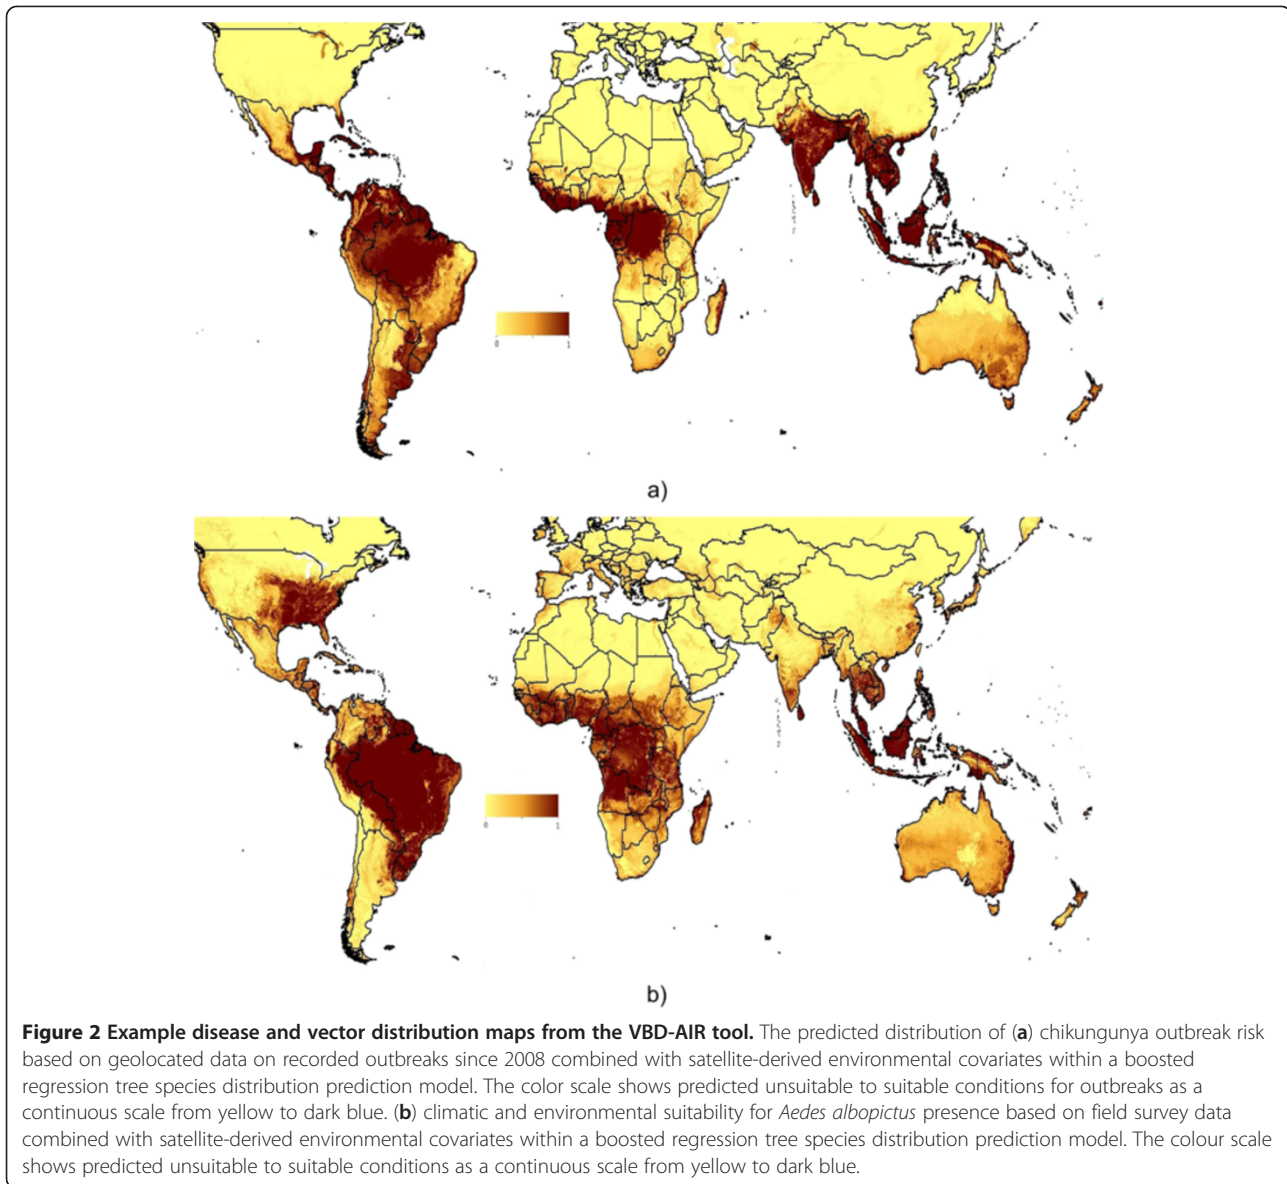 0 1
a)
0 1
b)
Figure 2 Example disease and vector distribution maps from the VBD-AIR tool. The predicted distribution of (a) chikungunya outbreak risk
based on geolocated data on recorded outbreaks since 2008 combined with satellite-derived environmental covariates within a boosted
regression tree species distribution prediction model. The color scale shows predicted unsuitable to suitable conditions for outbreaks as a
continuous scale from yellow to dark blue. (b) climatic and environmental suitability for Aedes albopictus presence based on field survey data
combined with satellite-derived environmental covariates within a boosted regression tree species distribution prediction model. The colour scale
shows predicted unsuitable to suitable conditions as a continuous scale from yellow to dark blue.